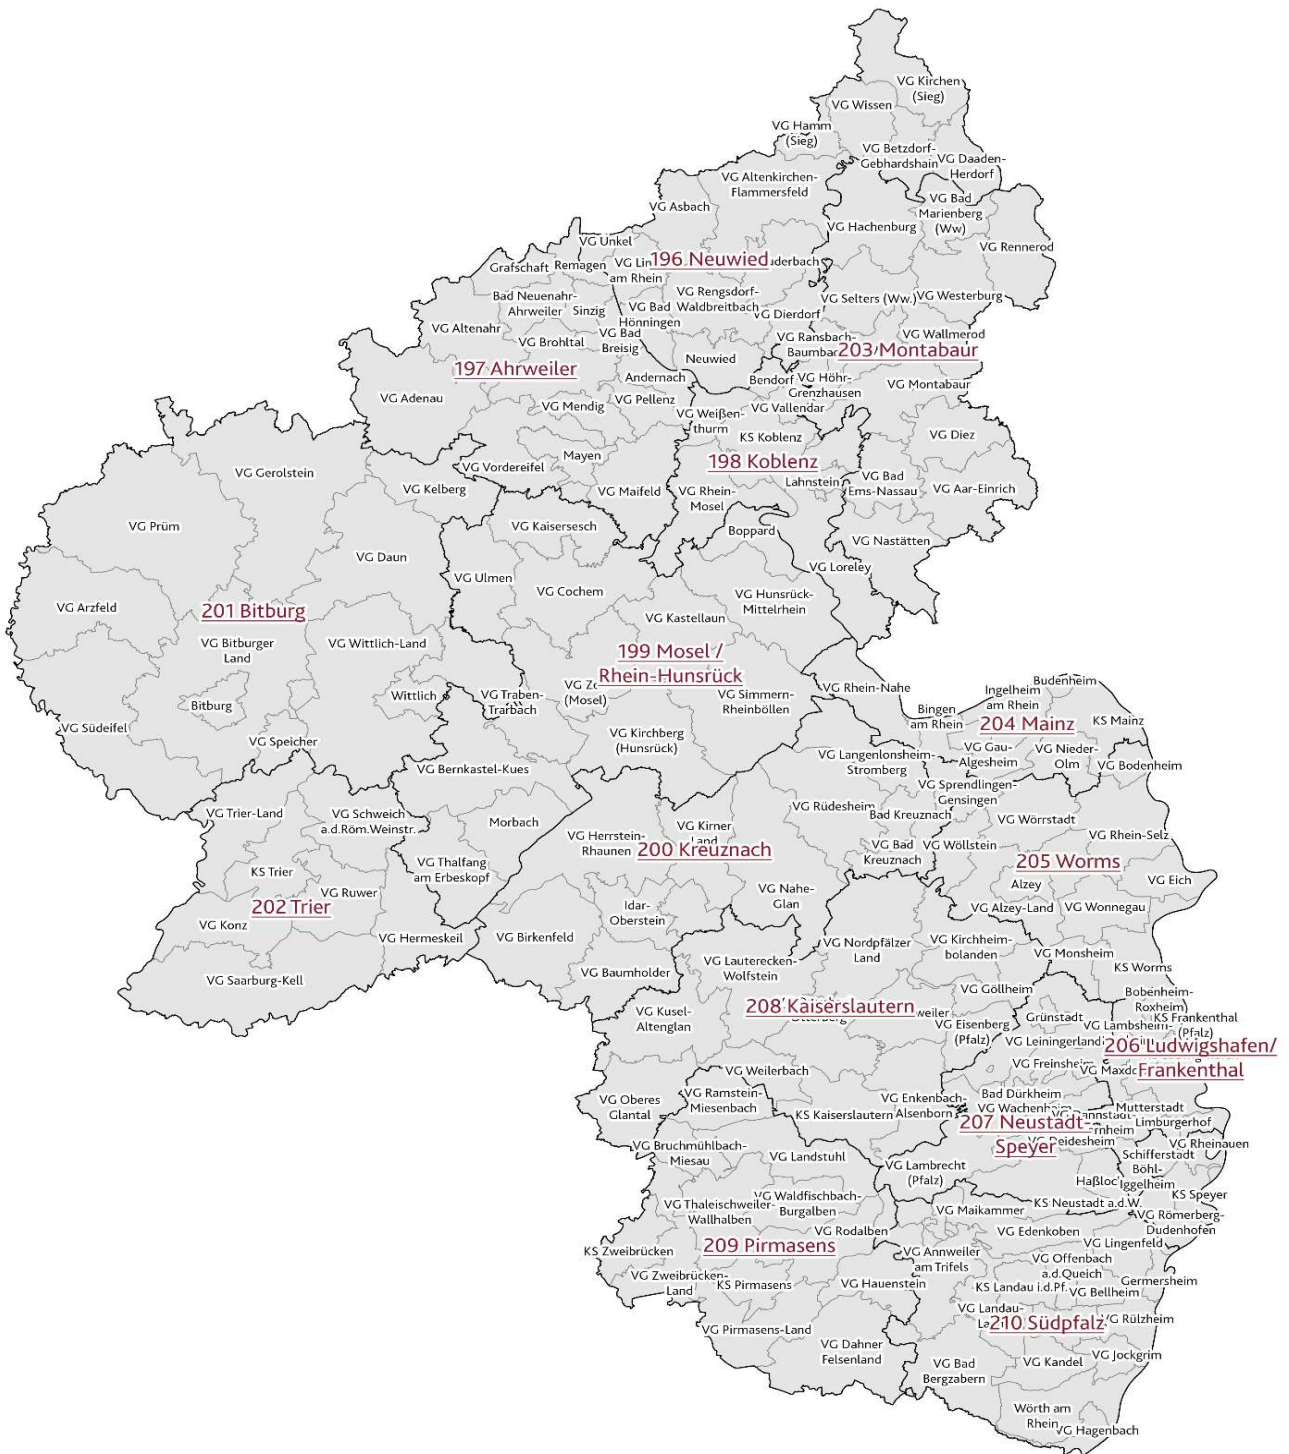 VG Kirchen
(Sieg)
VG Wissen
VG Hamm
(Sieg)
VG Betzdorf-
Gebhardshain
VG Daaden-
Herdorf
VG Altenkirchen-
Flammersfeld
VG Asbach
VG Bad
Marienberg
(Ww)
VG Hachenburg
VG Rennerod
VG Unkel
Grafschaft
Remagen
VG
am Rhein
196 Neuwied
VG Rengsdorf-
Waldbreitbach
VG Selters (Ww.)
VG Westerburg
Bad Neuenahr-
Ahrweiler
Sinzig
VG Bad
Hönningen
VG Dierdorf
VG Altenahr
VG Brohltal
VG Bad
Breisig
VG Ransbach-
VG Wallmerod
203 Montabaur
Neuwied
197 Ahrweiler
Andernach
Bendorf
VG Höhr-
Grenzhausen
VG Montabaur
VG Adenau
VG Mendig
VG Pellenz
VG Weißen-
thurm
VG Vallendar
KS Koblenz
VG Diez
Mayen
198 Koblenz
VG Vordereifel
VG Gerolstein
VG Kelberg
VG Maifeld
VG Rhein-
Mosel
Lahnstein
VG Bad
Ems-Nassau
VG Aar-Einrich
VG Prüm
VG Kaisersesch
Boppard
VG Nastätten
VG Daun
VG Ulmen
VG Cochem
VG Loreley
VG Hunsrück-
Mittelrhein
VG Arzfeld
201 Bitburg
VG Kastellaun
VG Bitburger
Land
VG Wittlich-Land
199 Mosel /
Rhein-Hunsrück
Bitburg
Wittlich
VG Traben-
Trarbach
VG
(Mosel)
VG Simmern-
Rheinböllen
VG Rhein-Nahe
Budenheim
Ingelheim
am Rhein
Bingen
am Rhein
204 Mainz
KS Mainz
VG Südeifel
VG Speicher
VG Kirchberg
(Hunsrück)
VG Langenlonsheim-
Stromberg
VG Gau-
Algesheim
VG Nieder-
Olm
VG Bodenheim
VG Bernkastel-Kues
VG Sprendlingen-
Gensingen
VG Trier-Land
VG Schweich
a.d.Röm.Weinstr.
Morbach
VG Rüdesheim
Bad Kreuznach
VG Wörrstadt
VG Rhein-Selz
VG Herrstein-
Rhaunen
VG Kirner
Land
200 Kreuznach
VG Bad
Kreuznach
VG Wöllstein
205 Worms
KS Trier
VG Thalfang
am Erbeskopf
VG Ruwer
202 Trier
VG Nahe-
Glan
Alzey
VG Eich
VG Konz
Idar-
Oberstein
VG Alzey-Land
VG Wonnegau
VG Hermeskeil
VG Birkenfeld
VG Nordpfälzer
Land
VG Kirchheim-
bolanden
VG Monsheim
VG Saarburg-Kell
VG Baumholder
VG Lauterecken-
Wolfstein
KS Worms
VG Göllheim
Bobenheim-
Roxheim
VG Kusel-
Altenglan
208 Kaiserslautern
VG Eisenberg
(Pfalz)
Grünstadt
KS Frankenthal
(Pfalz)
VG Lambsheim-
VG Leiningerland
206 Ludwigshafen/
Frankenthal
VG Freinsheim
VG Weilerbach
VG Oberes
Glantal
VG Ramstein-
Miesenbach
KS Kaiserslautern
VG Enkenbach-
Alsenborn
Bad Dürkheim
VG Wachenheim
Mutterstadt
Limburgerhof
207 Neustadt-
Speyer
VG Rheinauen
VG Bruchmühlbach-
Miesau
VG Landstuhl
VG Lambrecht
(Pfalz)
Schifferstadt
Böhl-
Iggelheim
KS Speyer
VG Thaleischweiler-
Wallhalben
VG Waldfischbach-
Burgalben
KS Neustadt a.d.W.
VG Maikammer
VG Römerberg-
Dudenhofen
VG Rodalben
VG Edenkoben
VG Lingenfeld
209 Pirmasens
KS Zweibrücken
VG Annweiler
am Trifels
VG Offenbach
a.d.Queich
Germersheim
VG Zweibrücken-
Land
KS Pirmasens
VG Hauenstein
KS Landau i.d.Pf.
VG Bellheim
VG Landau-
210 Südpfalz
VG Rülzheim
VG Pirmasens-Land
VG Dahner
Felsenland
VG Bad
Bergzabern
VG Kandel
VG Jockgrim
Wörth am
Rhein
VG Hagenbach